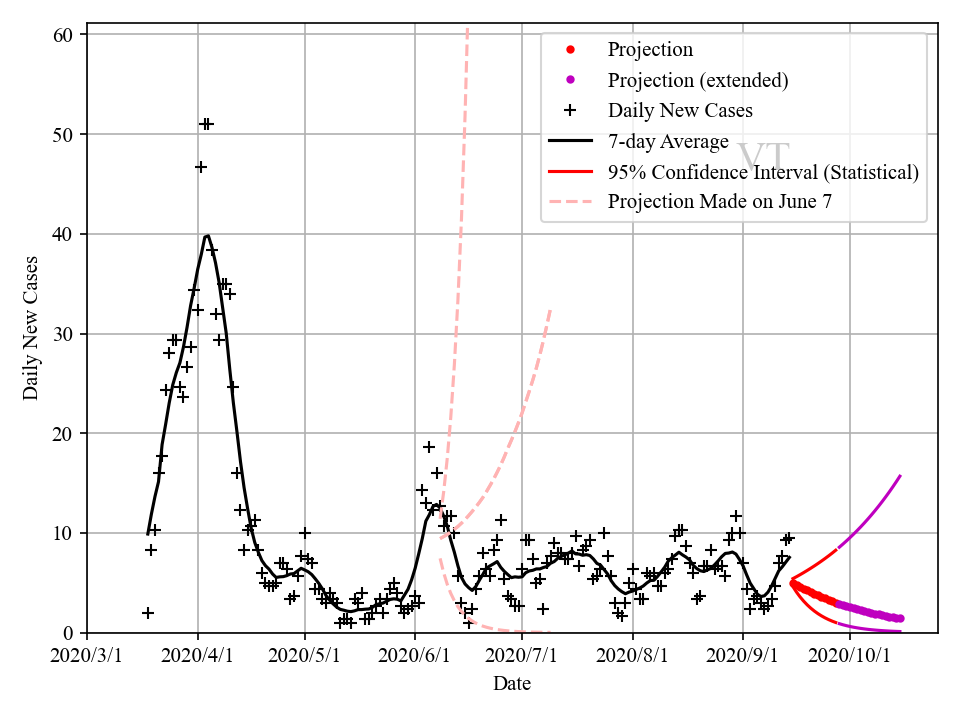 60
50
40
30
20
10
0
Daily New Cases
2020/3/1 2020/4/1 2020/5/1 2020/6/1 2020/7/1 2020/8/1 2020/9/1 2020/10/1
Date
Projection
Projection (extended)
Daily New Cases
7-day Average
95% Confidence Interval (Statistical)
Projection Made on June 7
VT